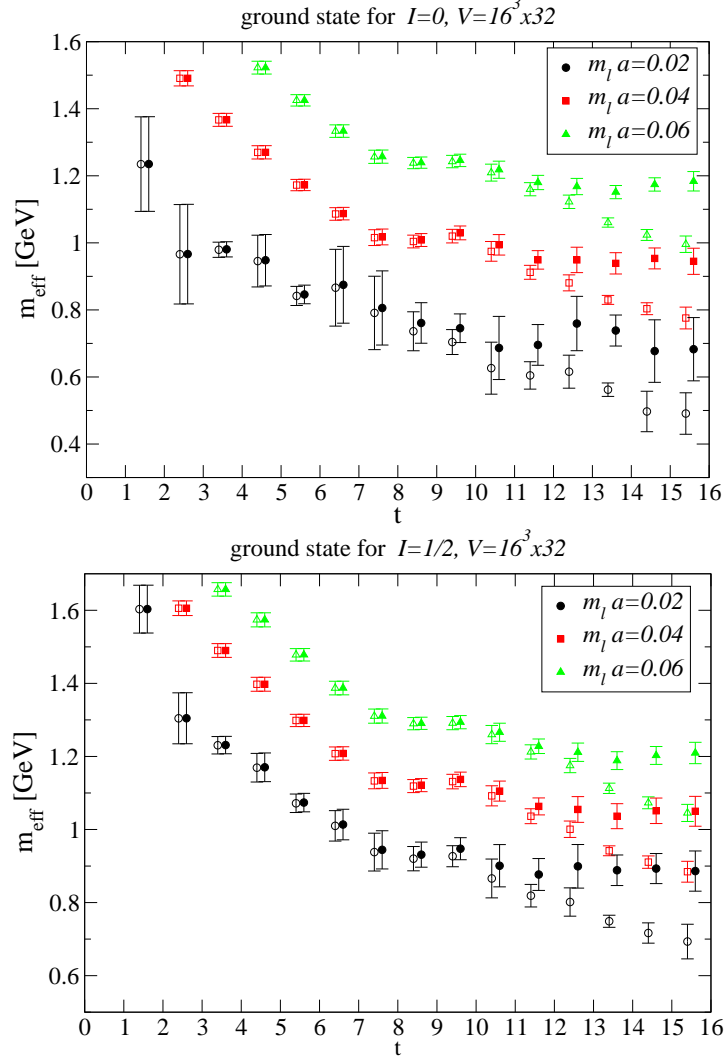 ground state for I=0, V=16³x32
1.6
1.4
1.2
1
0.8
0.6
0.4
m_eff [GeV]
m_l a=0.02
m_l a=0.04
m_l a=0.06
0 1 2 3 4 5 6 7 8 9 10 11 12 13 14 15 16
t
ground state for I=1/2, V=16³x32
1.6
1.4
1.2
1
0.8
0.6
m_eff [GeV]
m_l a=0.02
m_l a=0.04
m_l a=0.06
0 1 2 3 4 5 6 7 8 9 10 11 12 13 14 15 16
t